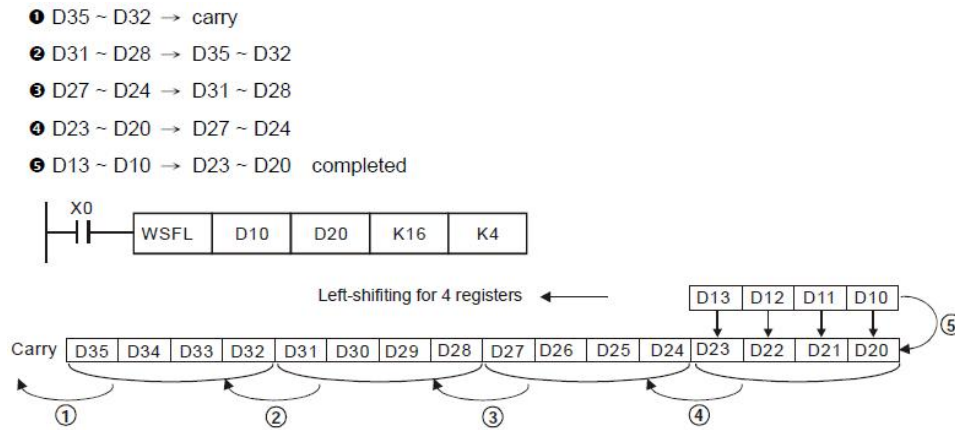 ❶ D35 ~ D32 → carry
❷ D31 ~ D28 → D35 ~ D32
❸ D27 ~ D24 → D31 ~ D28
❹ D23 ~ D20 → D27 ~ D24
❺ D13 ~ D10 → D23 ~ D20 completed
X0
WSFL D10 D20 K16 K4
Left-shifiting for 4 registers
D13 D12 D11 D10
⑤
Carry D35 D34 D33 D32 D31 D30 D29 D28 D27 D26 D25 D24 D23 D22 D21 D20
① ② ③ ④